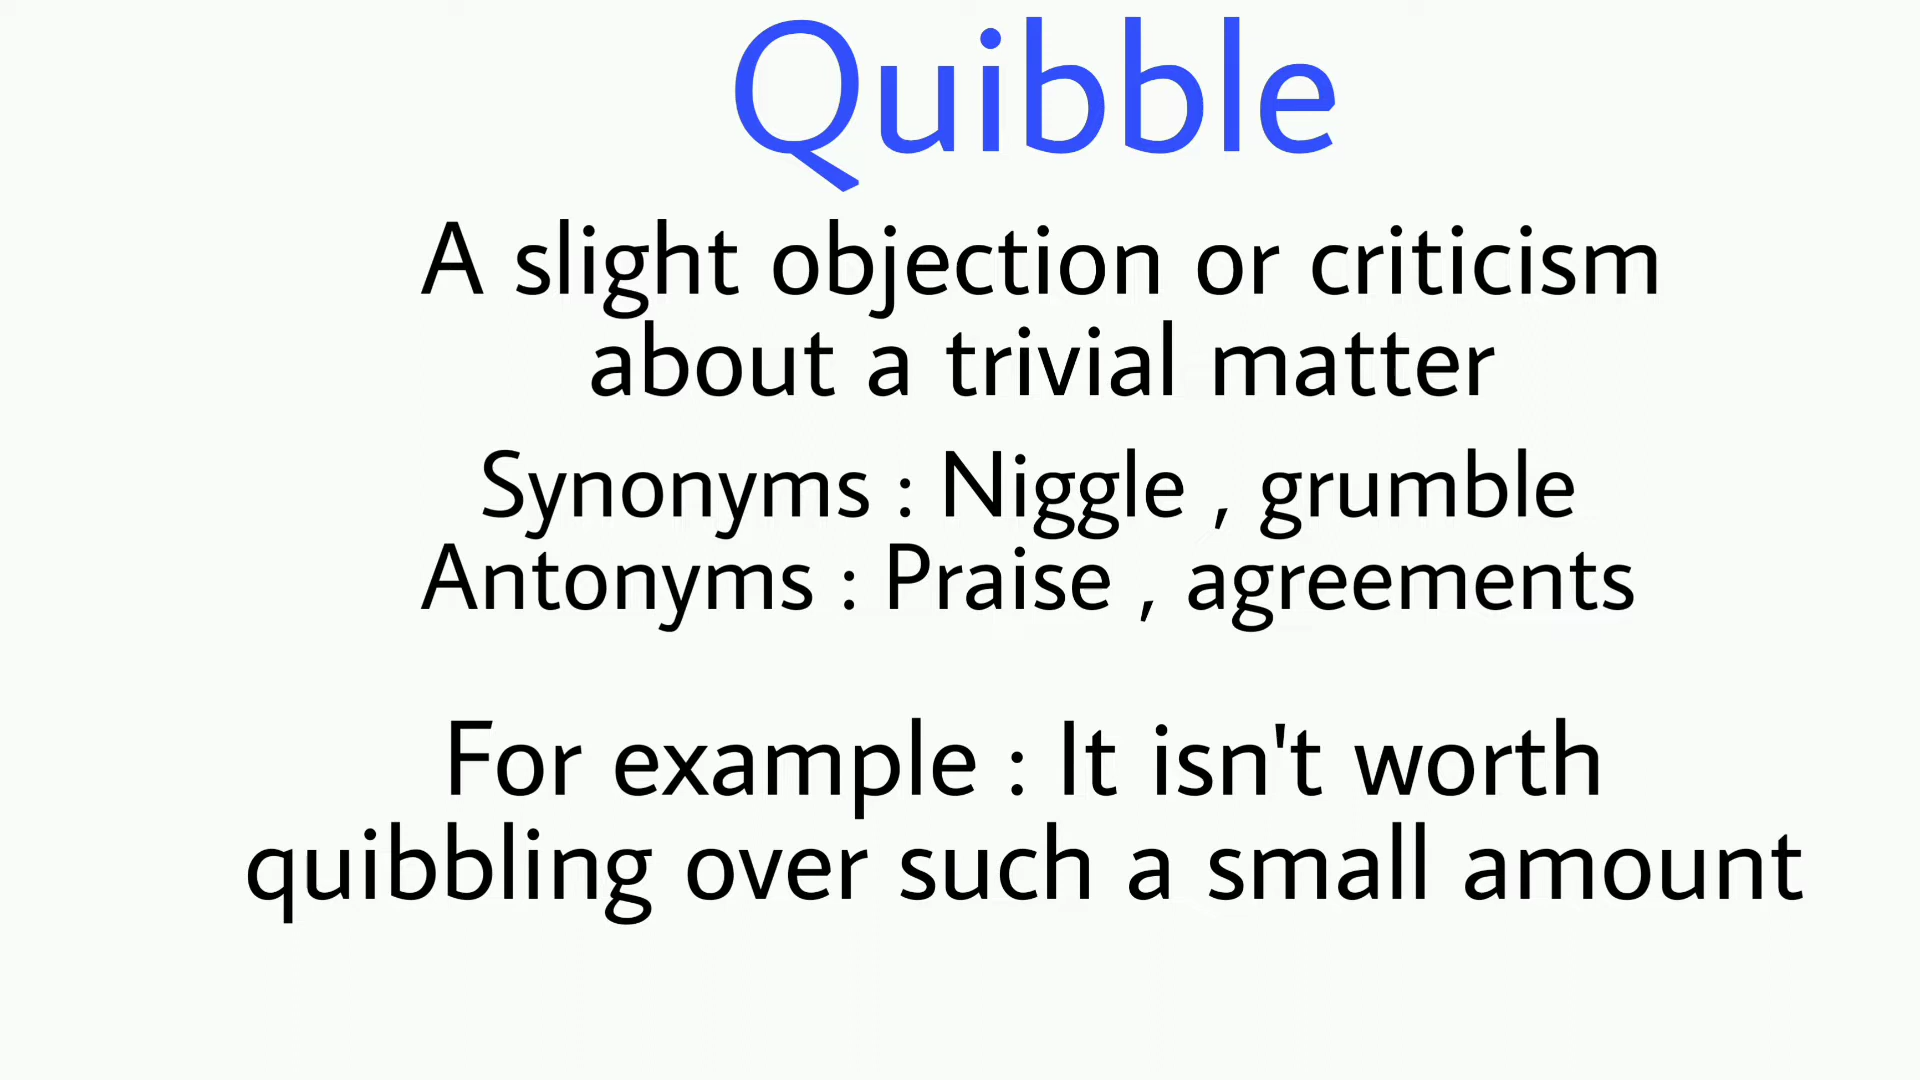 Quibble
A slight objection or criticism
about a trivial matter
Synonyms : Niggle , grumble
Antonyms : Praise , agreements
For example : It isn't worth
quibbling over such a small amount